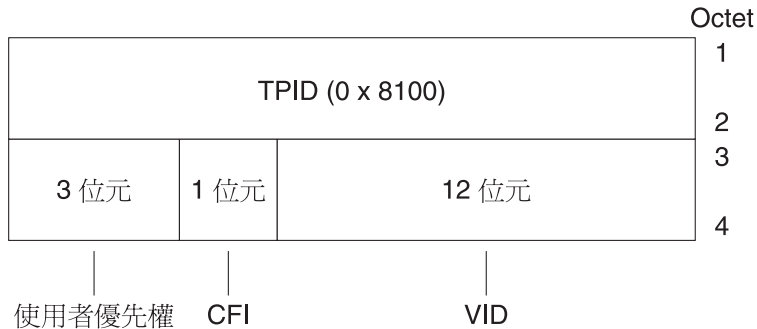 Octet
1
TPID (0 x 8100)
2
3
3 位元
1 位元
12 位元
4
使用者優先權
CFI
VID